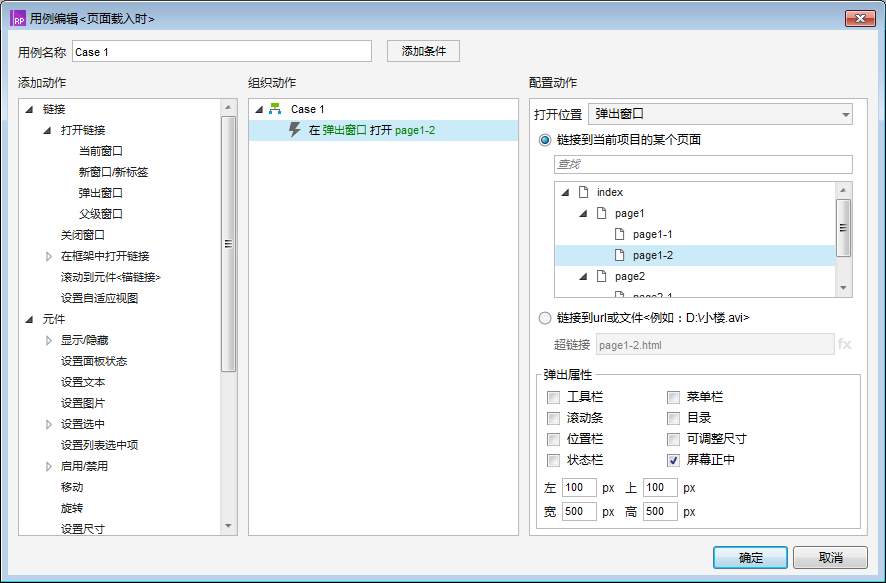 RP 用例编辑<页面载入时>
用例名称 Case 1 添加条件
添加动作 组织动作 配置动作
链接
打开链接
当前窗口
新窗口/新标签
弹出窗口
父级窗口
关闭窗口
在框架中打开链接
滚动到元件<锚链接>
设置自适应视图
元件
显示/隐藏
设置面板状态
设置文本
设置图片
设置选中
设置列表选中项
启用/禁用
移动
旋转
设置尺寸
Case 1
在 弹出窗口 打开 page1-2
打开位置 弹出窗口
链接到当前项目的某个页面
查找
index
page1
page1-1
page1-2
page2
page2-1
链接到url或文件<例如：D:\小楼.avi>
超链接 page1-2.html fx
弹出属性
工具栏 菜单栏
滚动条 目录
位置栏 可调整尺寸
状态栏 屏幕正中
左 100 px 上 100 px
宽 500 px 高 500 px
确定 取消